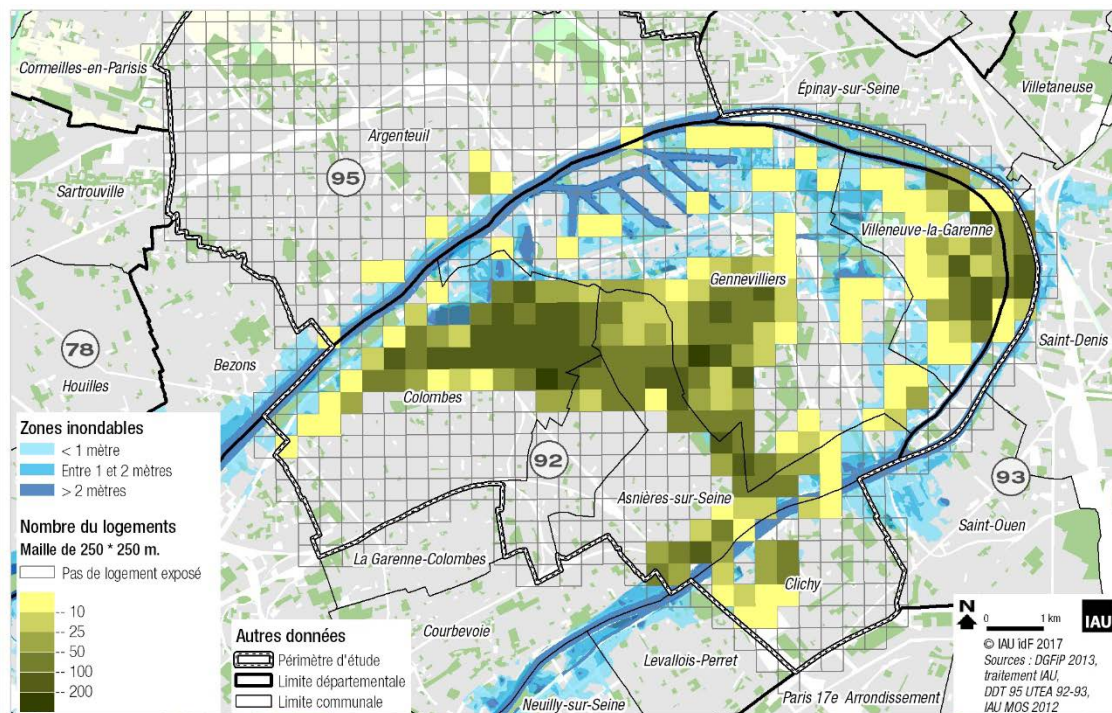 Cormeilles-en-Parisis
Épinay-sur-Seine
Villetaneuse
Argenteuil
95
Sartrouville
Villeneuve-la-Garenne
Gennevilliers
78
Houilles
Bezons
Saint-Denis
Colombes
92
93
Asnières-sur-Seine
Saint-Ouen
La Garenne-Colombes
Clichy
Courbevoie
Levallois-Perret
Neuilly-sur-Seine
Paris 17e Arrondissement
Zones inondables
< 1 mètre
Entre 1 et 2 mètres
> 2 mètres
Nombre du logements
Maille de 250 * 250 m.
Pas de logement exposé
-- 10
-- 25
-- 50
-- 100
-- 200
Autres données
Périmètre d'étude
Limite départementale
Limite communale
N
0 1 km
IAU
© IAU îdF 2017
Sources : DGFiP 2013,
traitement IAU,
DDT 95 UTEA 92-93,
IAU MOS 2012